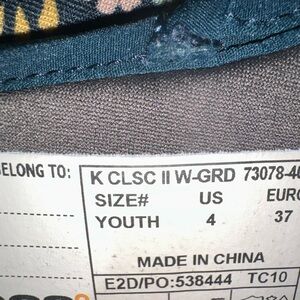 BELONG TO:
K CLSC II W-GRD 73078-40
SIZE# US EURO
YOUTH 4 37
MADE IN CHINA
E2D/PO:538444 TC10